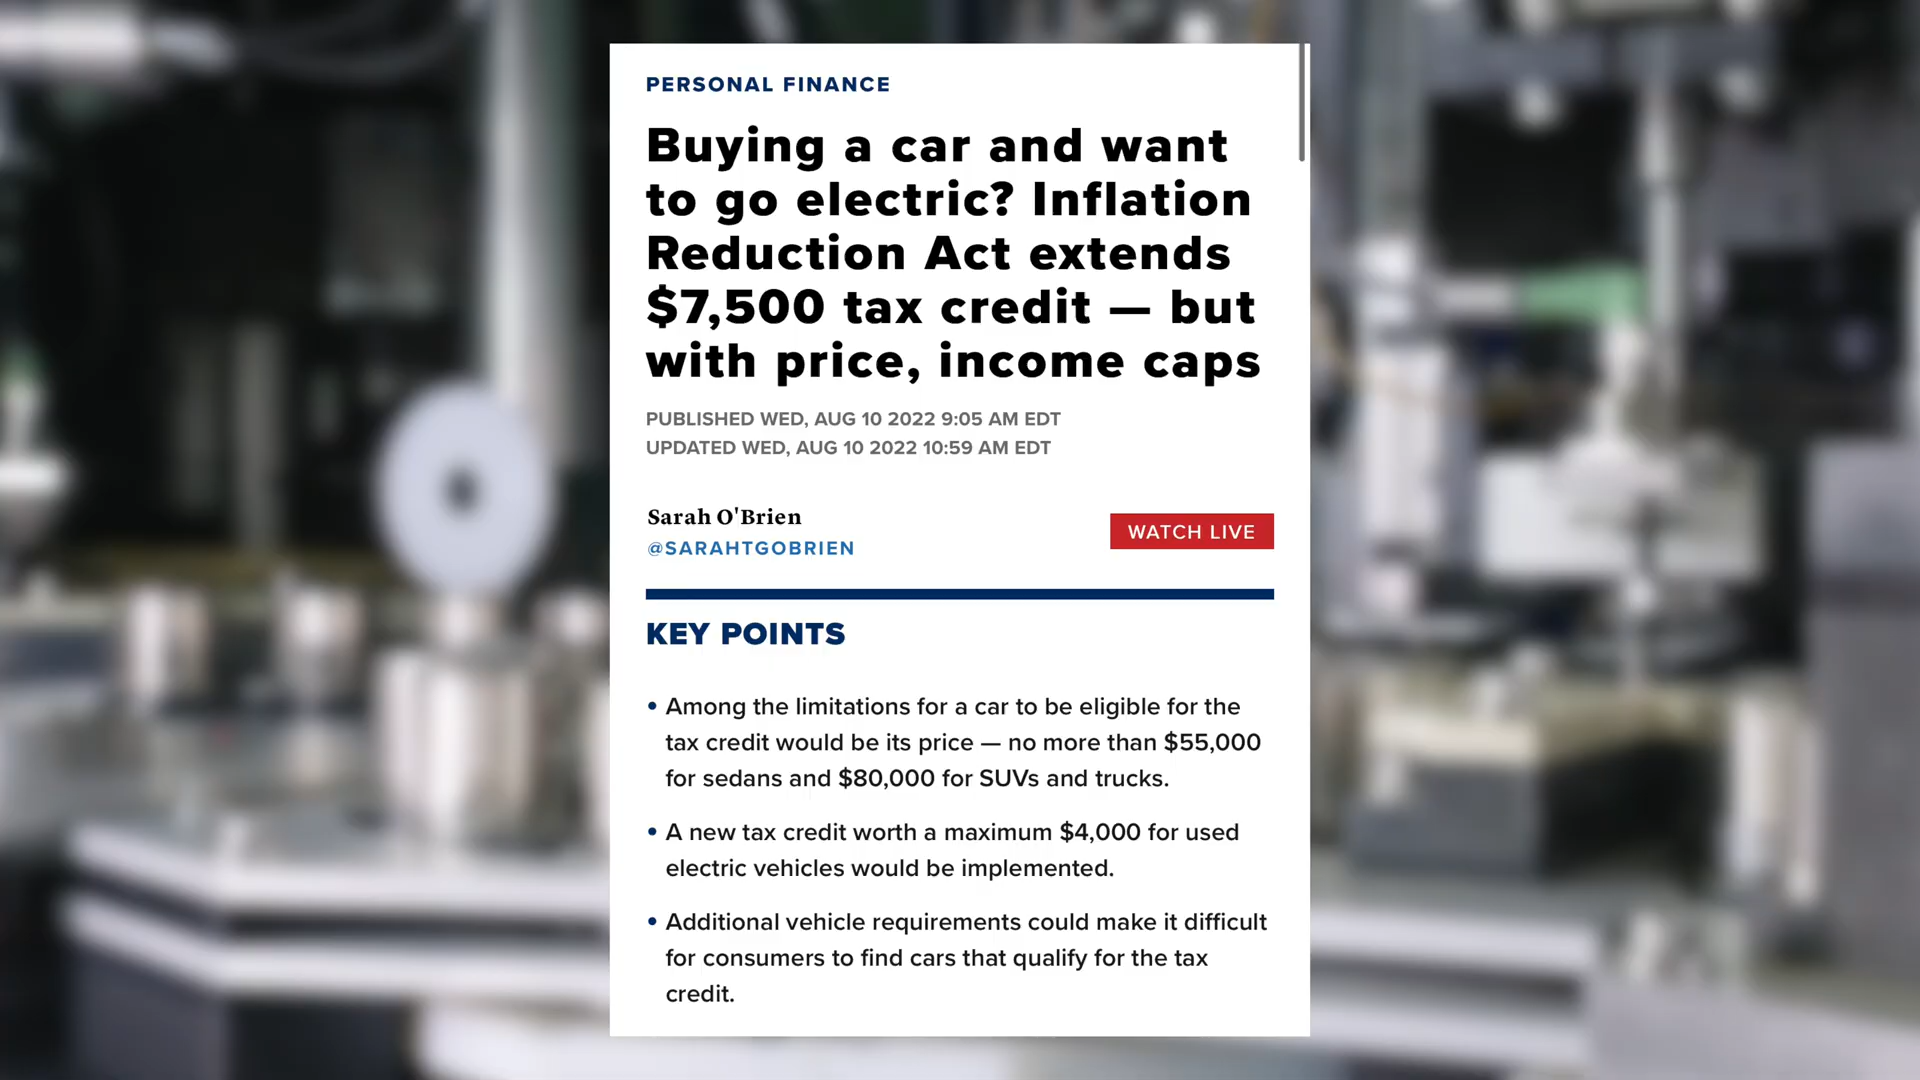 PERSONAL FINANCE
Buying a car and want
to go electric? Inflation
Reduction Act extends
$7,500 tax credit — but
with price, income caps
PUBLISHED WED, AUG 10 2022 9:05 AM EDT
UPDATED WED, AUG 10 2022 10:59 AM EDT
Sarah O'Brien
@SARAHTGOBRIEN
WATCH LIVE
KEY POINTS
• Among the limitations for a car to be eligible for the
tax credit would be its price — no more than $55,000
for sedans and $80,000 for SUVs and trucks.
• A new tax credit worth a maximum $4,000 for used
electric vehicles would be implemented.
• Additional vehicle requirements could make it difficult
for consumers to find cars that qualify for the tax
credit.